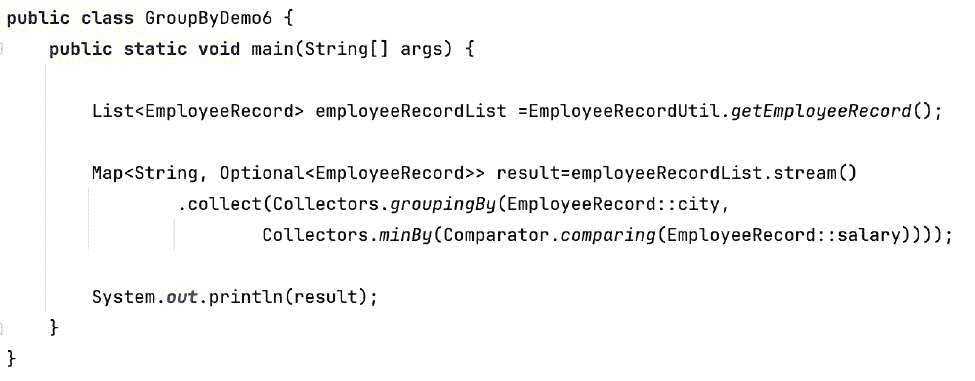 public class GroupByDemo6 {
public static void main(String[] args) {
List<EmployeeRecord> employeeRecordList =EmployeeRecordUtil.getEmployeeRecord();
Map<String, Optional<EmployeeRecord>> result=employeeRecordList.stream()
.collect(Collectors.groupingBy(EmployeeRecord::city,
Collectors.minBy(Comparator.comparing(EmployeeRecord::salary))));
System.out.println(result);
}
}